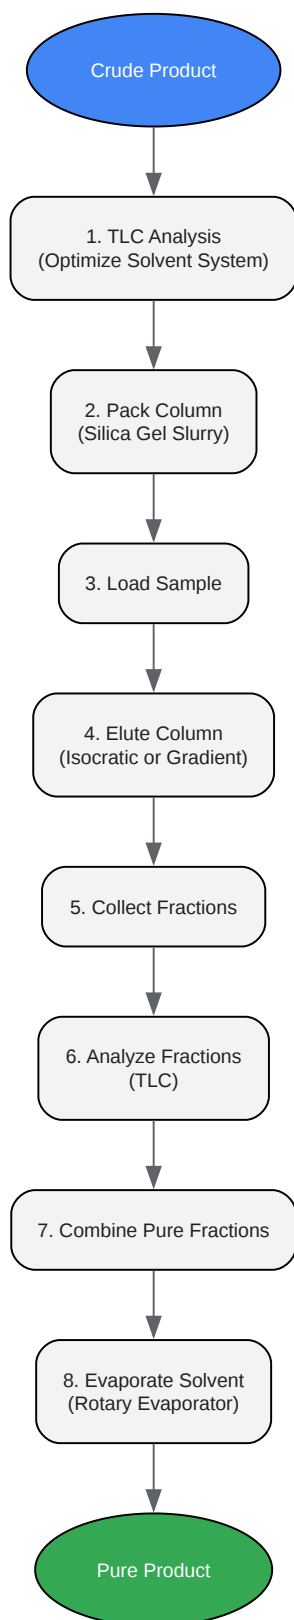 Crude Product
1. TLC Analysis
(Optimize Solvent System)
2. Pack Column
(Silica Gel Slurry)
3. Load Sample
4. Elute Column
(Isocratic or Gradient)
5. Collect Fractions
6. Analyze Fractions
(TLC)
7. Combine Pure Fractions
8. Evaporate Solvent
(Rotary Evaporator)
Pure Product